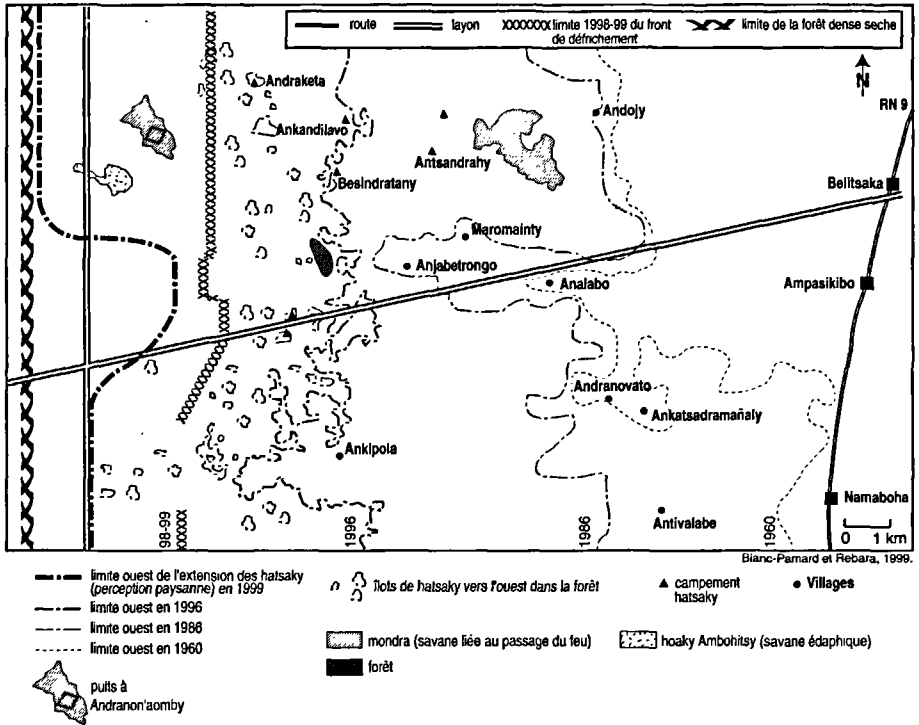 route   layon   XXXXXXX limite 1998-99 du front de défrichement   limite de la forêt dense seche
N
RN 9
Andraketa
Andojy
Ankandilavo
Antsandrahy
Besindratany
Belitsaka
Maromainty
Anjabetrongo
Analabo
Ampasikibo
Andranovato
Ankatsadramañaly
Ankipola
Namaboha
Antivalabe
98-99
XXXXXX
1996
1986
1960
0   1 km
Blanc-Pamard et Rebara, 1999.
limite ouest de l'extension des hatsaky
(perception paysanne) en 1999
limite ouest en 1996
limite ouest en 1986
limite ouest en 1960
puits à
Andranon'aomby
îlots de hatsaky vers l'ouest dans la forêt
mondra (savane liée au passage du feu)
forêt
campement
hatsaky
Villages
hoaky Ambohitsy (savane édaphique)